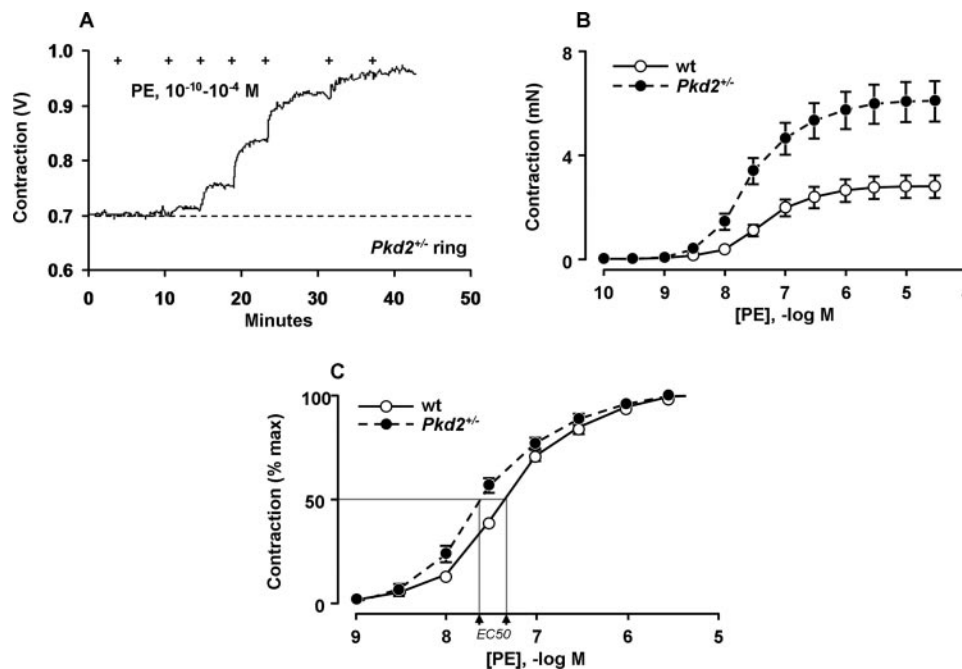 A
1.0
0.9
0.8
0.7
0.6
Contraction (V)
+ + + + + + +
PE, 10⁻¹⁰-10⁻⁴ M
Pkd2⁺/⁻ ring
0 10 20 30 40 50
Minutes
B
wt
Pkd2⁺/⁻
8
4
0
Contraction (mN)
10 9 8 7 6 5
[PE], -log M
C
wt
Pkd2⁺/⁻
100
50
0
Contraction (% max)
EC50
9 8 7 6 5
[PE], -log M